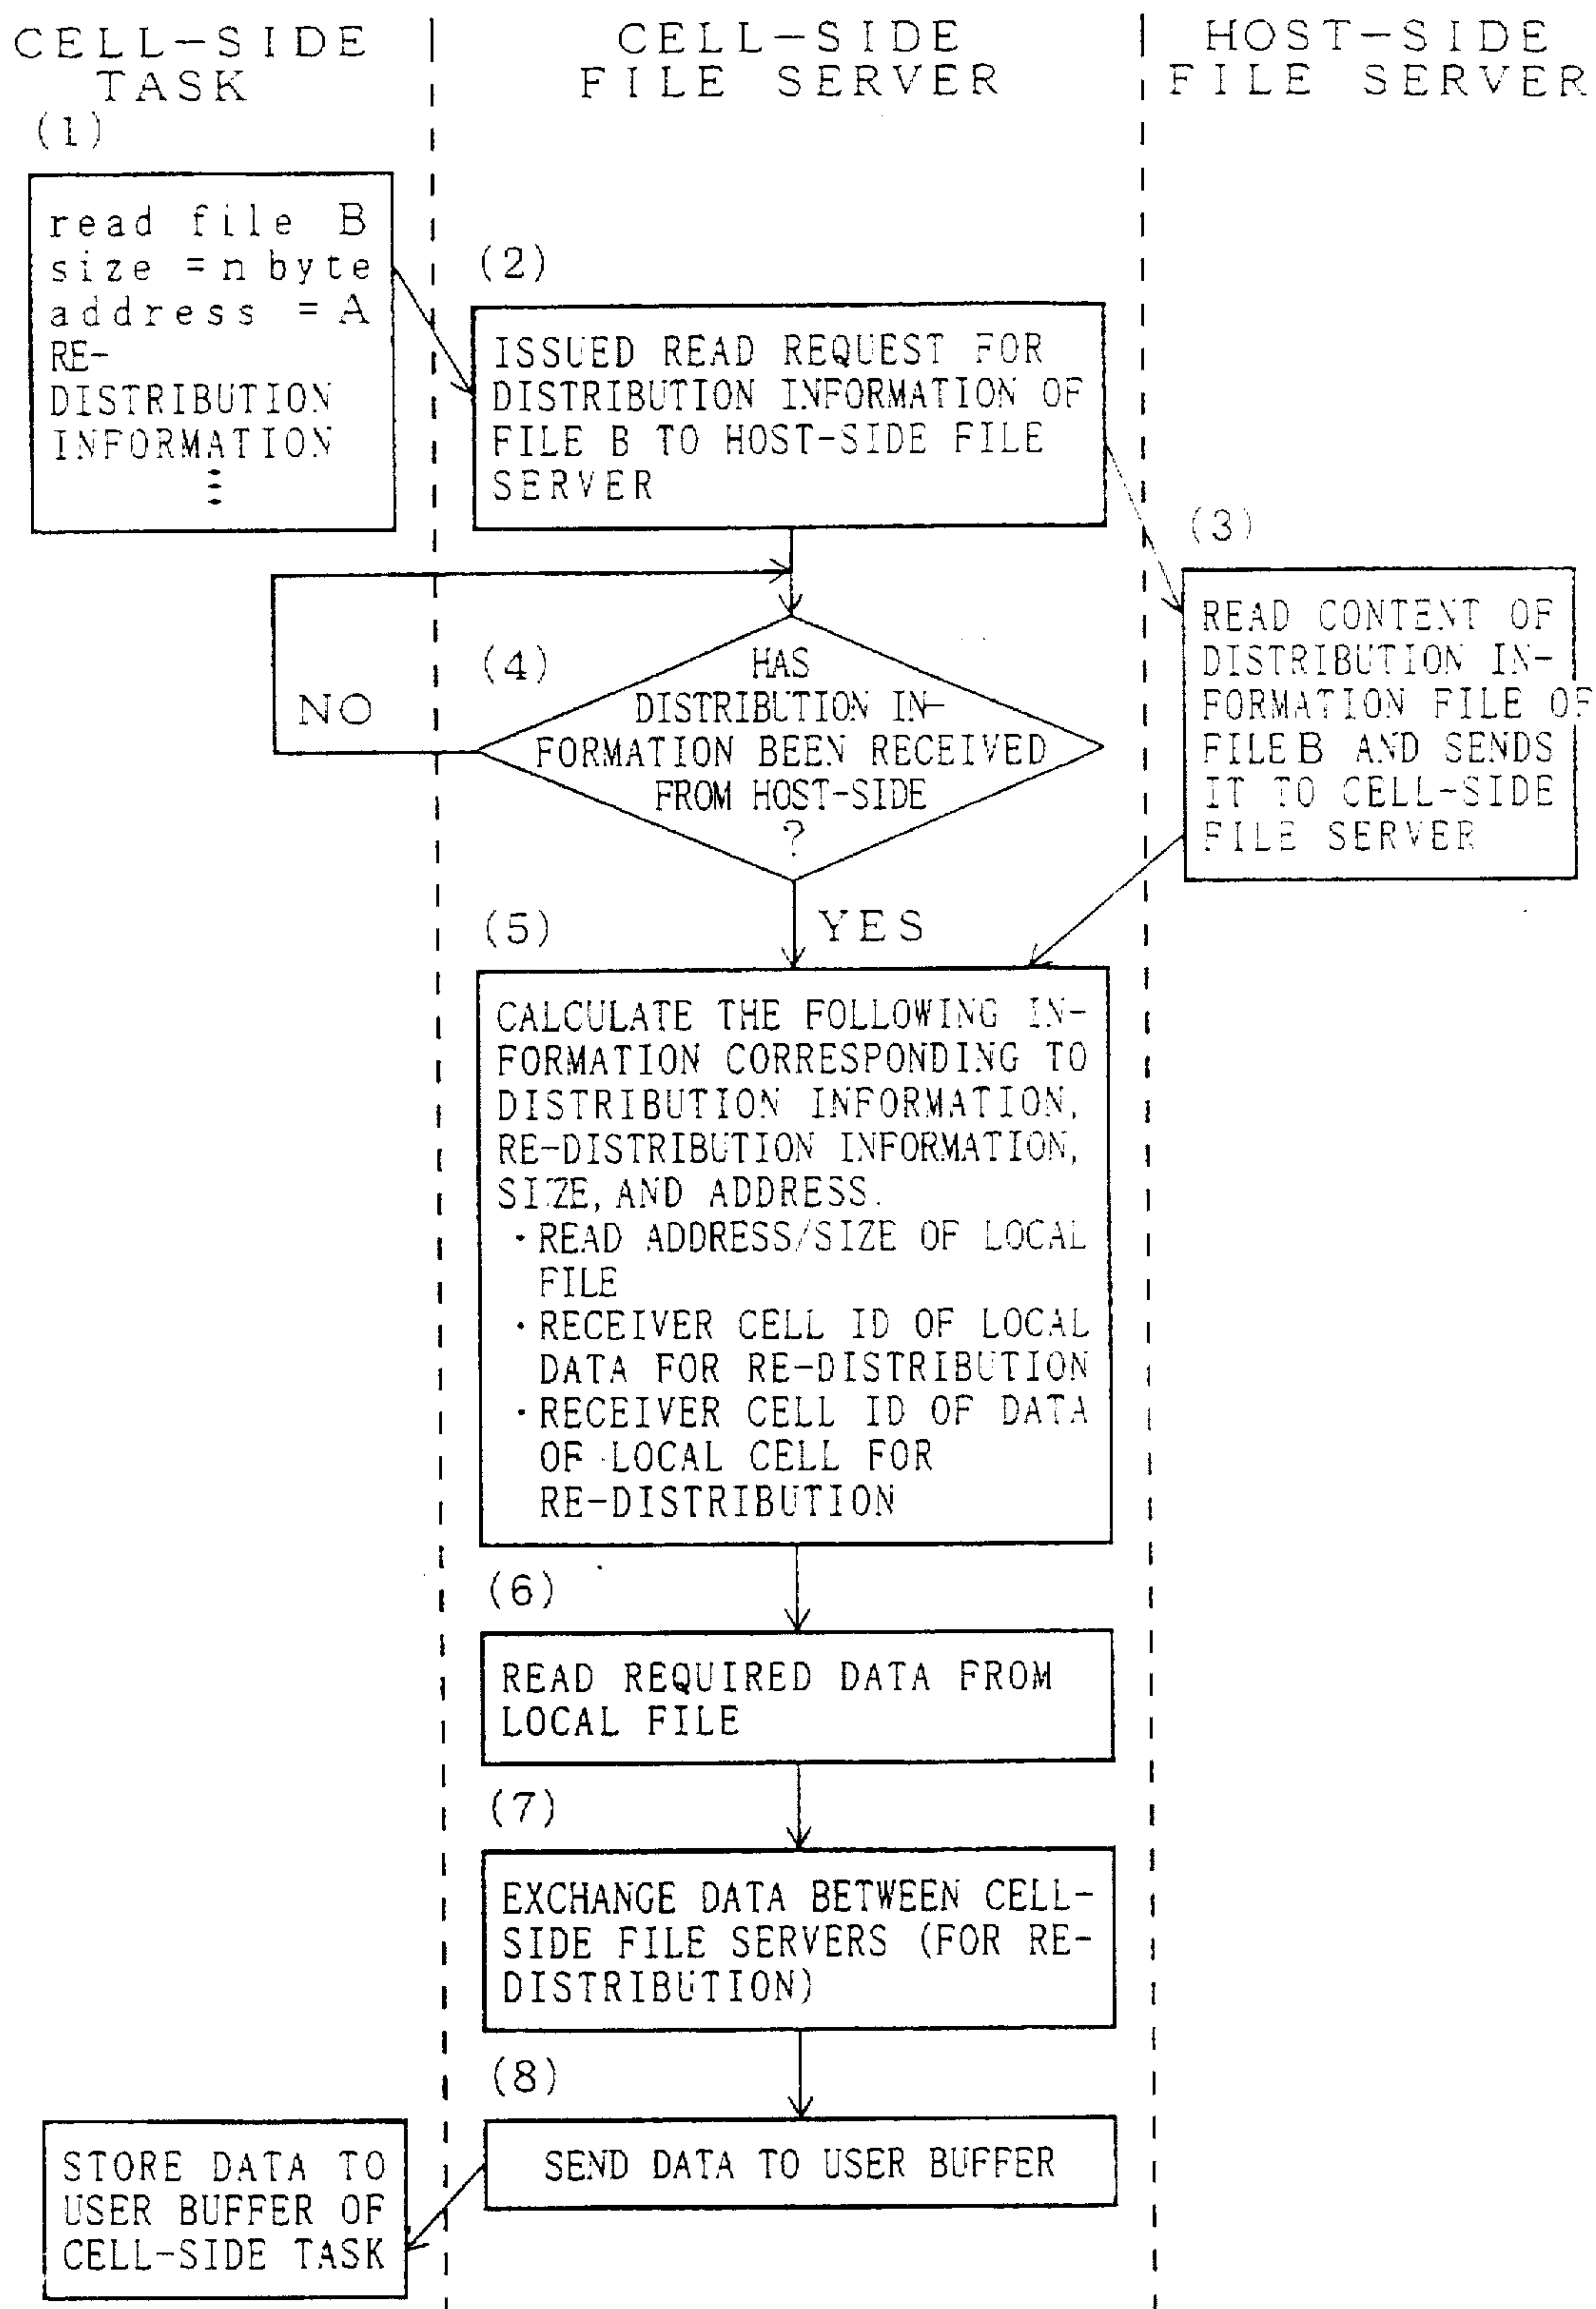 CELL-SIDE
TASK
CELL-SIDE
FILE SERVER
HOST-SIDE
FILE SERVER
(1)
read file B
size = n byte
address = A
RE-
DISTRIBUTION
INFORMATION
(2)
ISSUED READ REQUEST FOR
DISTRIBUTION INFORMATION OF
FILE B TO HOST-SIDE FILE
SERVER
(3)
READ CONTENT OF
DISTRIBUTION IN-
FORMATION FILE OF
FILE B AND SENDS
IT TO CELL-SIDE
FILE SERVER
(4)
HAS
DISTRIBUTION IN-
FORMATION BEEN RECEIVED
FROM HOST-SIDE
?
NO
YES
(5)
CALCULATE THE FOLLOWING IN-
FORMATION CORRESPONDING TO
DISTRIBUTION INFORMATION,
RE-DISTRIBUTION INFORMATION,
SIZE, AND ADDRESS.
・READ ADDRESS/SIZE OF LOCAL
FILE
・RECEIVER CELL ID OF LOCAL
DATA FOR RE-DISTRIBUTION
・RECEIVER CELL ID OF DATA
OF LOCAL CELL FOR
RE-DISTRIBUTION
(6)
READ REQUIRED DATA FROM
LOCAL FILE
(7)
EXCHANGE DATA BETWEEN CELL-
SIDE FILE SERVERS (FOR RE-
DISTRIBUTION)
(8)
SEND DATA TO USER BUFFER
STORE DATA TO
USER BUFFER OF
CELL-SIDE TASK